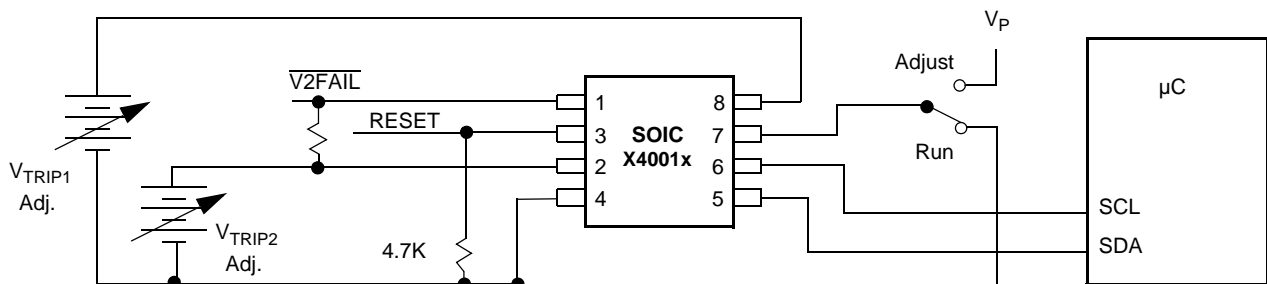 V_P
Adjust
µC
V2FAIL
1
8
RESET
3
SOIC
7
X4001x
2
6
Run
V_TRIP1
Adj.
4
5
SCL
V_TRIP2
Adj.
4.7K
SDA